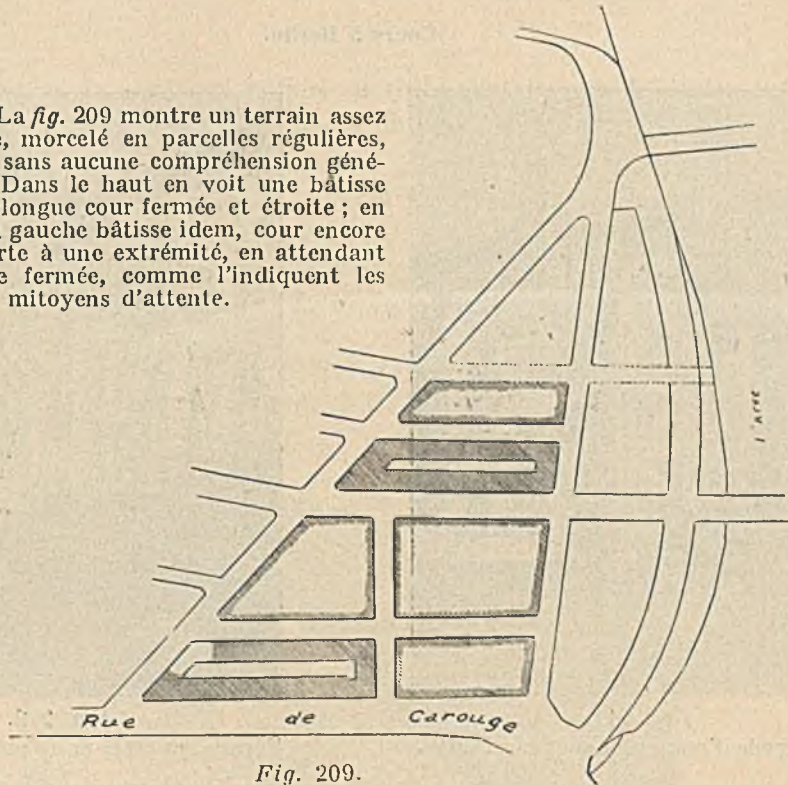 La fig. 209 montre un terrain assez
, morcelé en parcelles régulières,
sans aucune compréhension géné-
Dans le haut en voit une bâtisse
longue cour fermée et étroite ; en
gauche bâtisse idem, cour encore
à une extrémité, en attendant
fermée, comme l'indiquent les
mitoyens d'attente.
l'Arve
Rue de Carouge
Fig. 209.